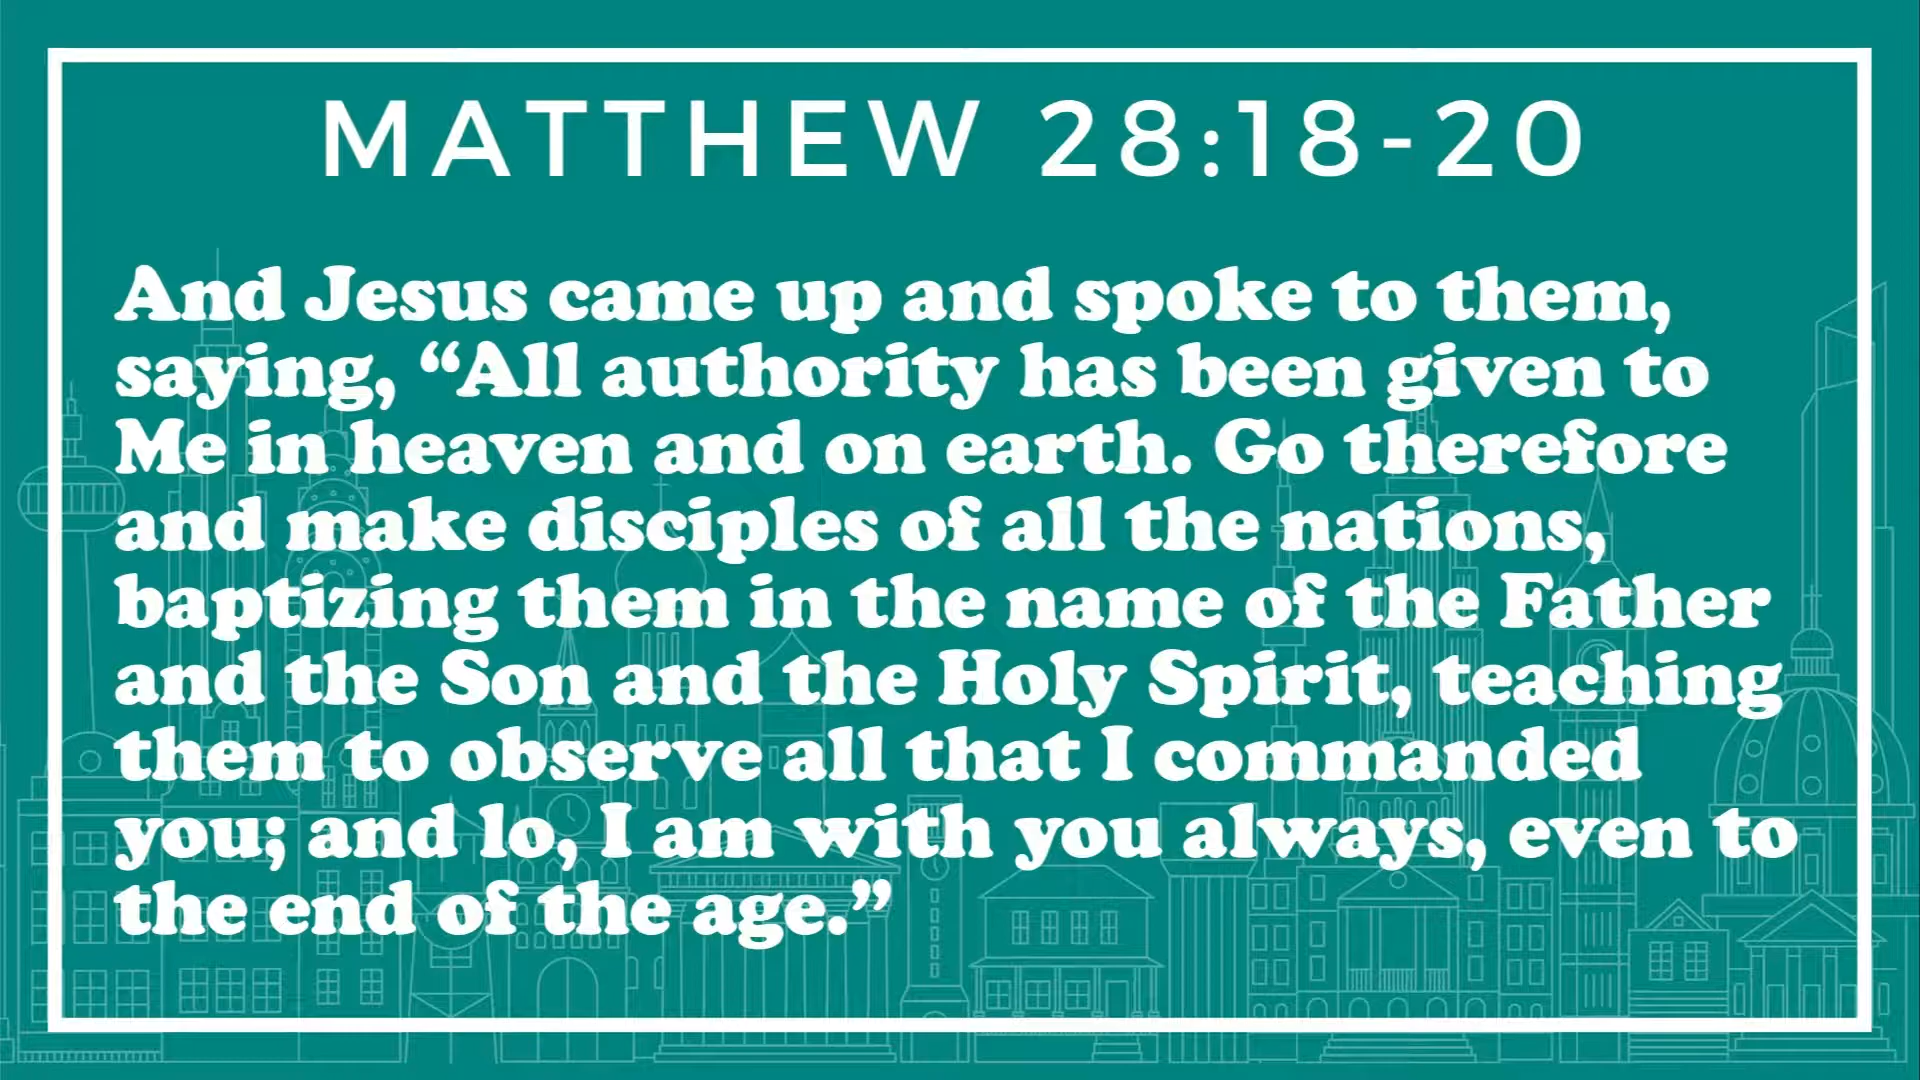 MATTHEW 28:18-20
And Jesus came up and spoke to them,
saying, “All authority has been given to
Me in heaven and on earth. Go therefore
and make disciples of all the nations,
baptizing them in the name of the Father
and the Son and the Holy Spirit, teaching
them to observe all that I commanded
you; and lo, I am with you always, even to
the end of the age.”